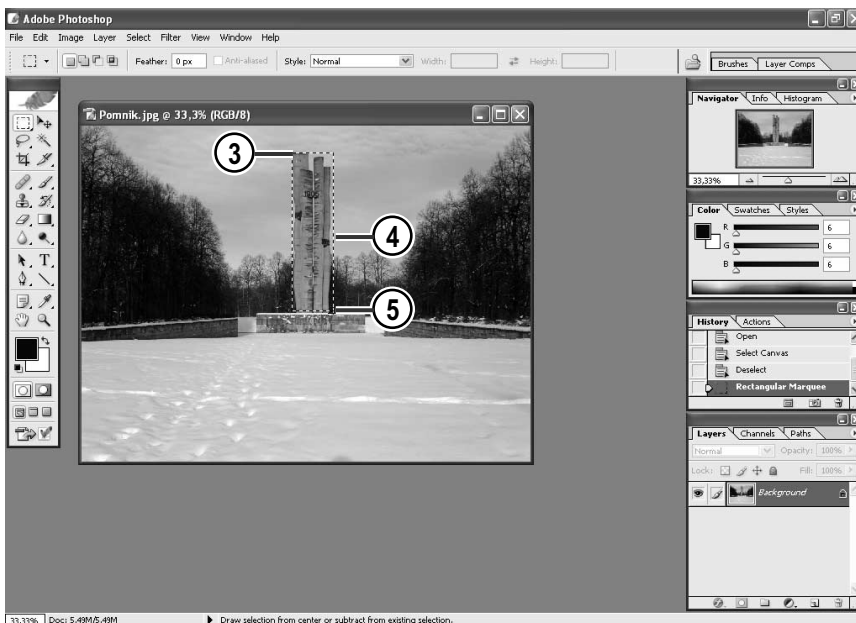 Adobe Photoshop
File Edit Image Layer Select Filter View Window Help
Feather: 0 px Anti-aliased Style: Normal Width: Height:
Brushes Layer Comps
Pomnik.jpg @ 33,3% (RGB/8)
3
4
5
Navigator Info Histogram
33,33%
Color Swatches Styles
R 6
G 6
B 6
History Actions
Open
Select Canvas
Deselect
Rectangular Marquee
Layers Channels Paths
Normal Opacity: 100%
Lock: Fill: 100%
Background
33,33% Doc: 5,49M/5,49M Draw selection from center or subtract from existing selection.